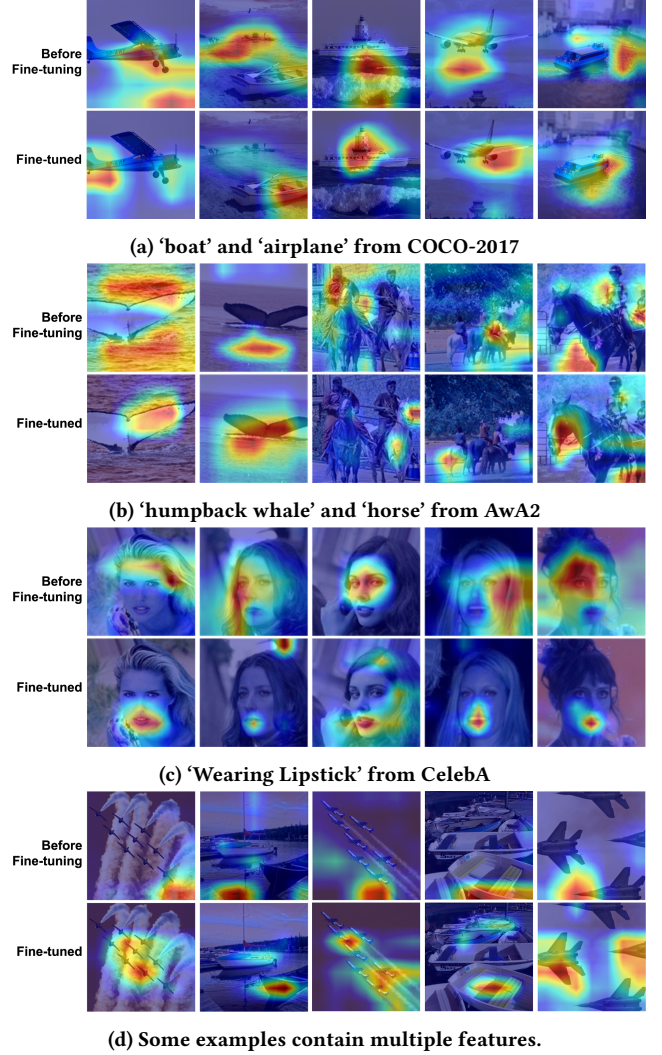 Before
Fine-tuning
Fine-tuned
(a) ‘boat’ and ‘airplane’ from COCO-2017
Before
Fine-tuning
Fine-tuned
(b) ‘humpback whale’ and ‘horse’ from AwA2
Before
Fine-tuning
Fine-tuned
(c) ‘Wearing Lipstick’ from CelebA
Before
Fine-tuning
Fine-tuned
(d) Some examples contain multiple features.